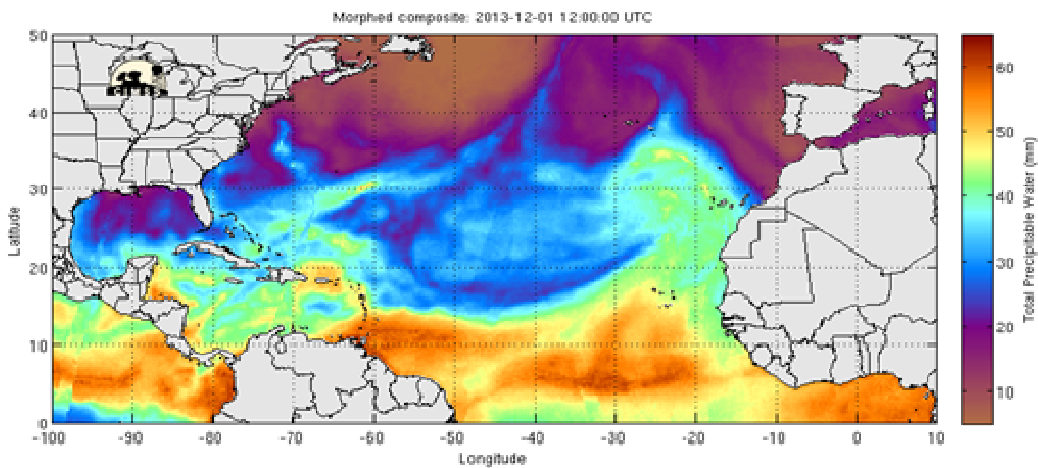 Morphed composite: 2013-12-01 12:00:00 UTC
50
40
30
20
10
0
Latitude
-100 -90 -80 -70 -60 -50 -40 -30 -20 -10 0 10
Longitude
60
50
40
30
20
10
Total Precipitable Water (mm)